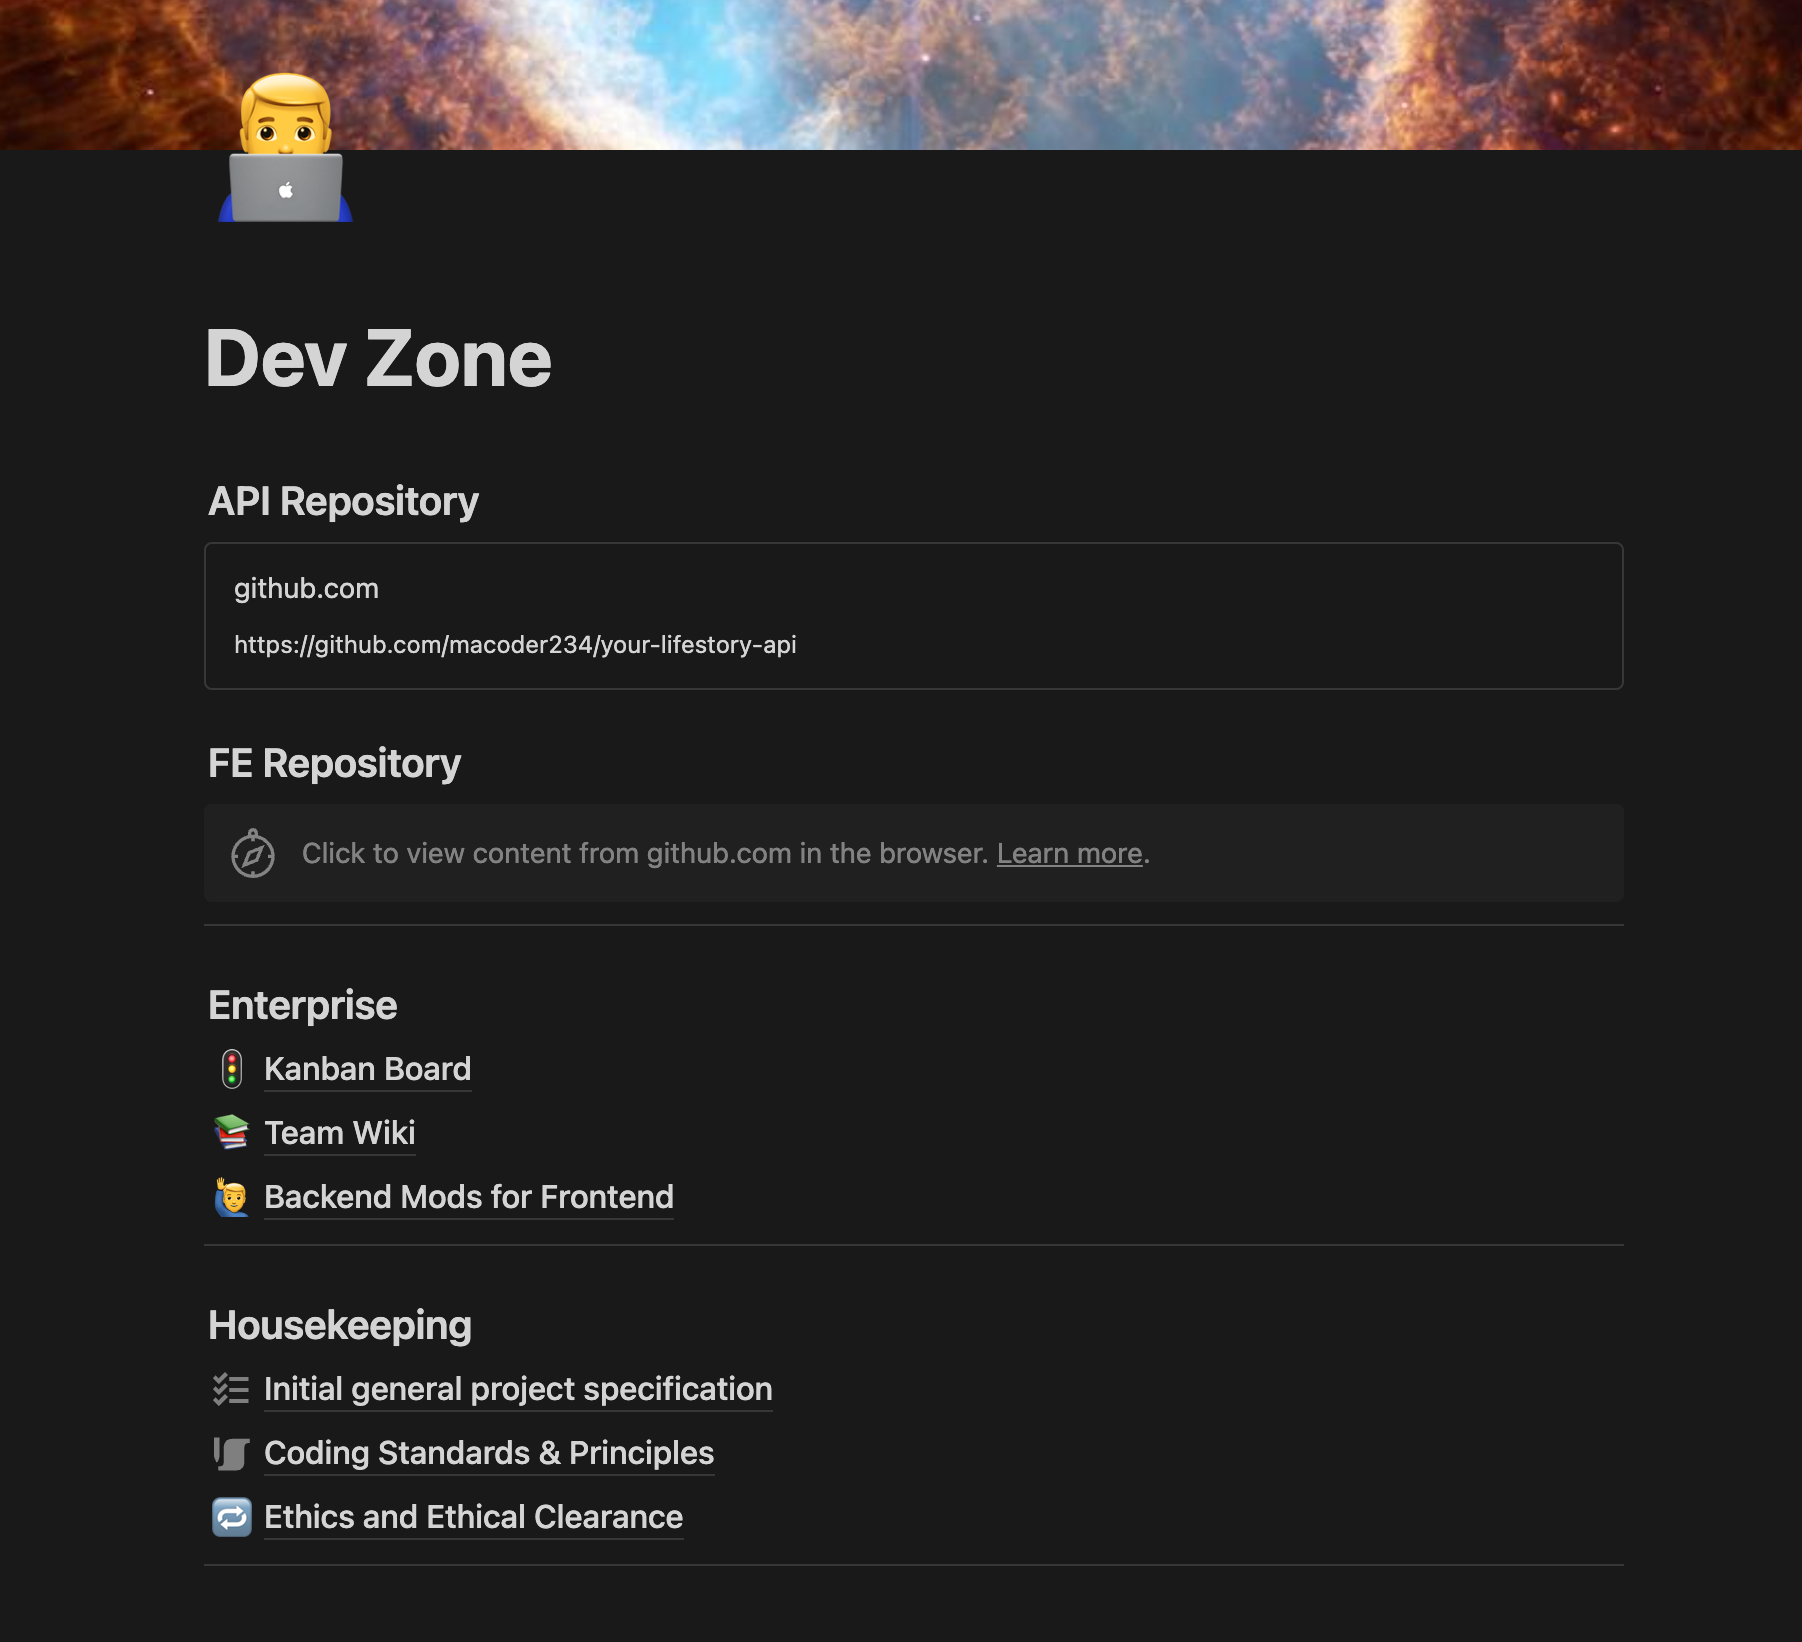 Dev Zone
API Repository
github.com
https://github.com/macoder234/your-lifestory-api
FE Repository
Click to view content from github.com in the browser. Learn more.
Enterprise
Kanban Board
Team Wiki
Backend Mods for Frontend
Housekeeping
Initial general project specification
Coding Standards & Principles
Ethics and Ethical Clearance